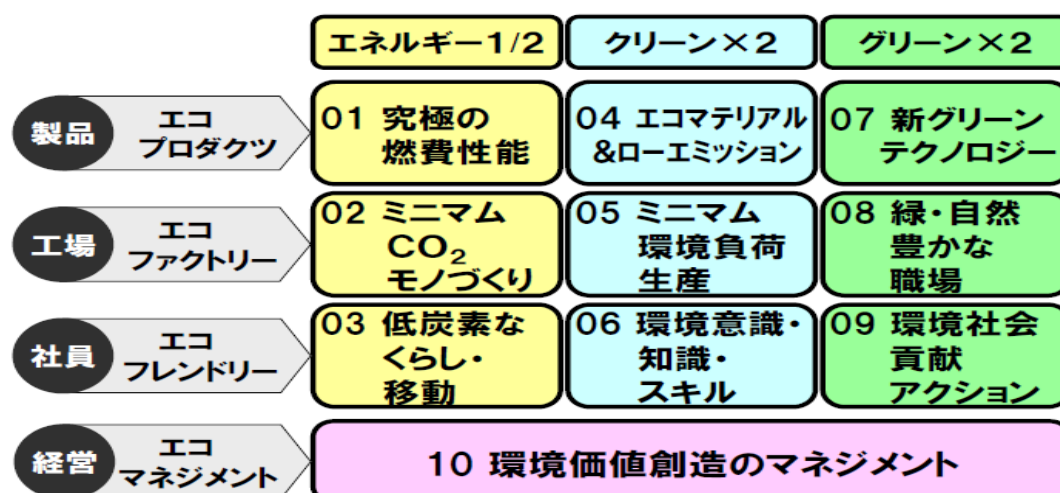 エネルギー1/2
クリーン×2
グリーン×2
製品
エコ
プロダクツ
01 究極の
燃費性能
04 エコマテリアル
&ローエミッション
07 新グリーン
テクノロジー
工場
エコ
ファクトリー
02 ミニマム
CO₂
モノづくり
05 ミニマム
環境負荷
生産
08 緑・自然
豊かな
職場
社員
エコ
フレンドリー
03 低炭素な
くらし・
移動
06 環境意識・
知識・
スキル
09 環境社会
貢献
アクション
経営
エコ
マネジメント
10 環境価値創造のマネジメント